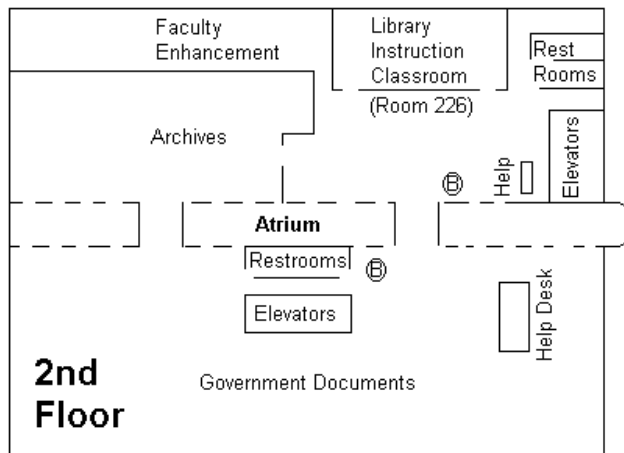 Faculty
Enhancement
Library
Instruction
Classroom
(Room 226)
Rest
Rooms
Archives
Help
Elevators
B
Atrium
Restrooms
B
Elevators
Help Desk
Government Documents
2nd
Floor